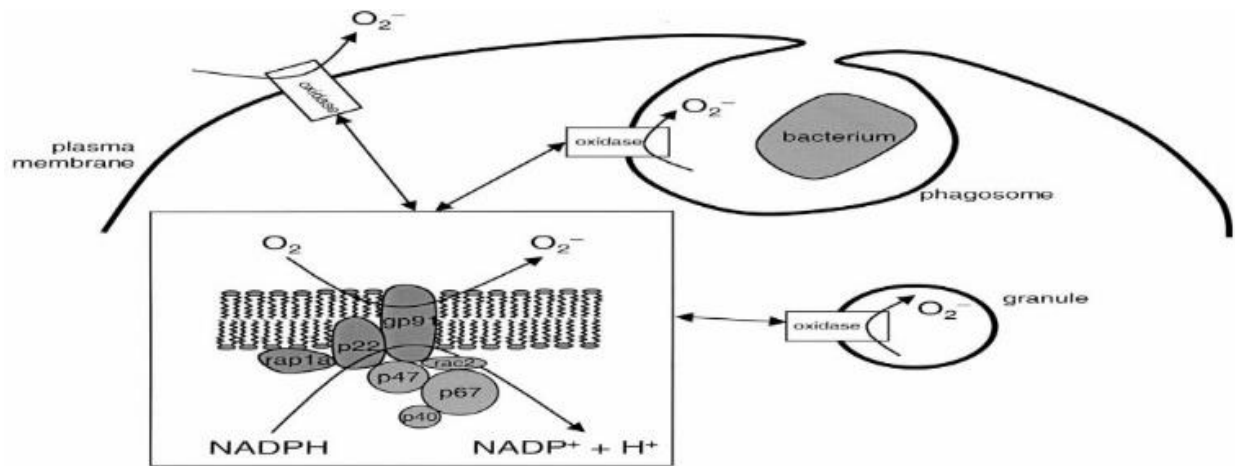 O₂⁻
oxidase
plasma
membrane
O₂⁻
oxidase
bacterium
phagosome
O₂
O₂⁻
gp91
p22
rap1a
rac2
p47
p67
p40
NADPH
NADP⁺ + H⁺
granule
O₂⁻
oxidase